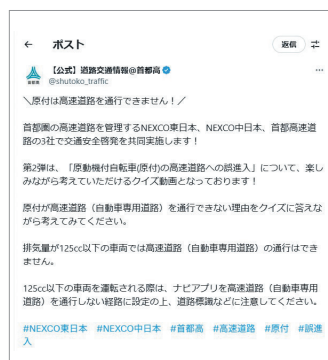 ← ポスト 返信
【公式】道路交通情報@首都高
@shutoko_traffic
＼原付は高速道路を通行できません！／
首都圏の高速道路を管理するNEXCO東日本、NEXCO中日本、首都高速道
路の3社で交通安全啓発を共同実施します！
第2弾は、「原動機付自転車(原付)の高速道路への誤進入」について、楽し
みながら考えていただけるクイズ動画となっております！
原付が高速道路（自動車専用道路）を通行できない理由をクイズに答えな
がら考えてみてください。
排気量が125cc以下の車両では高速道路（自動車専用道路）の通行はでき
ません。
125cc以下の車両を運転される際は、ナビアプリを高速道路（自動車専用
道路）を通行しない経路に設定の上、道路標識などに注意してください。
#NEXCO東日本 #NEXCO中日本 #首都高 #高速道路 #原付 #誤進
入